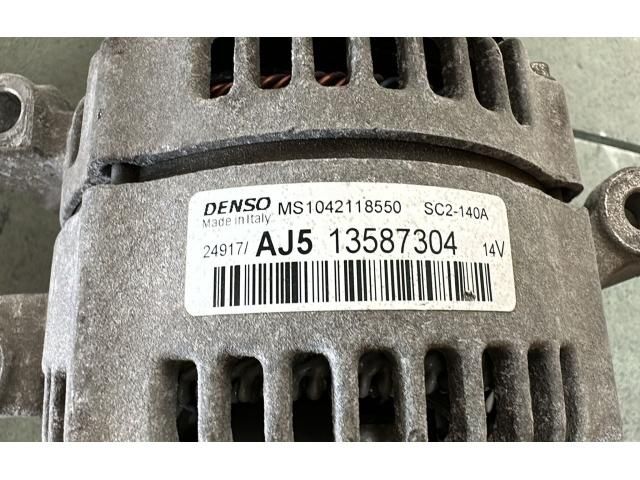 DENSO MS1042118550 SC2-140A
Made in Italy
24917/ AJ5 13587304 14V